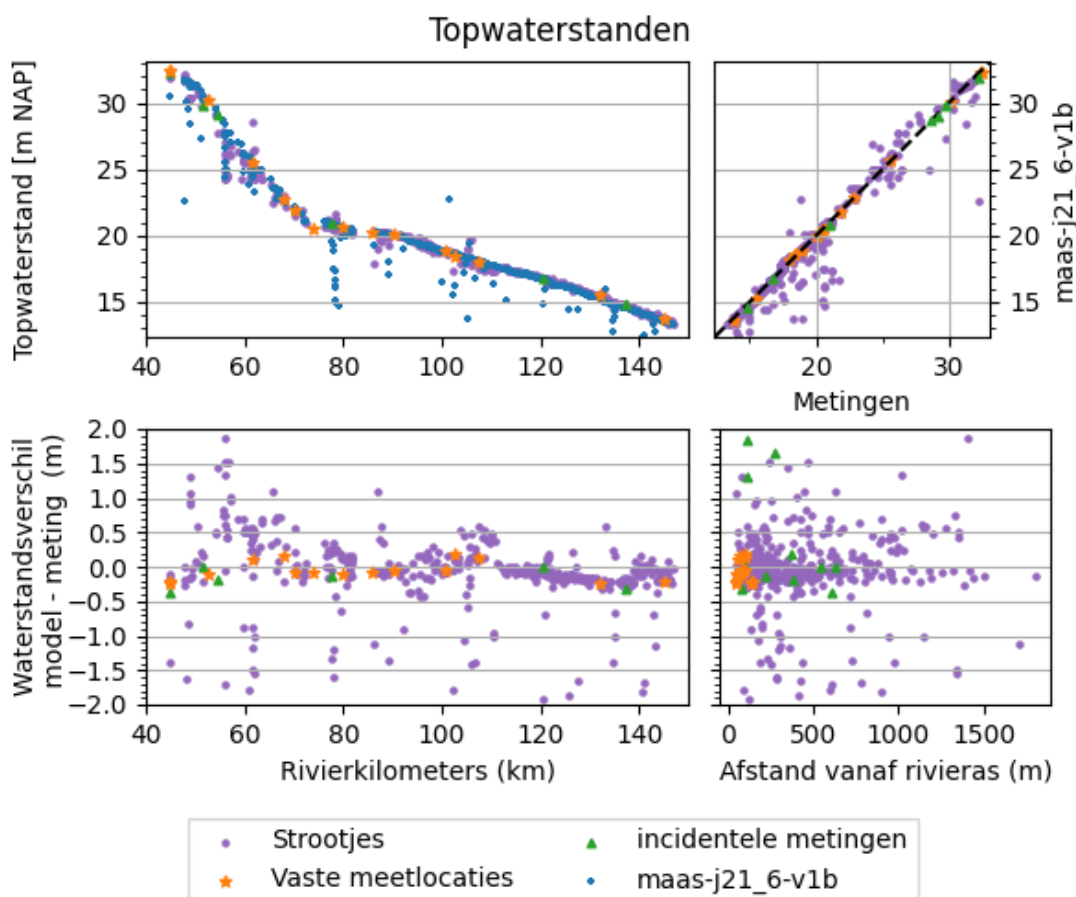 Topwaterstanden
Topwaterstand [m NAP]
30
25
20
15
40 60 80 100 120 140
30
25
20
15
maas-j21_6-v1b
20 30
Metingen
Waterstandsverschil
model - meting (m)
2.0
1.5
1.0
0.5
0.0
−0.5
−1.0
−1.5
−2.0
40 60 80 100 120 140
Rivierkilometers (km)
0 500 1000 1500
Afstand vanaf rivieras (m)
Strootjes
Vaste meetlocaties
incidentele metingen
maas-j21_6-v1b